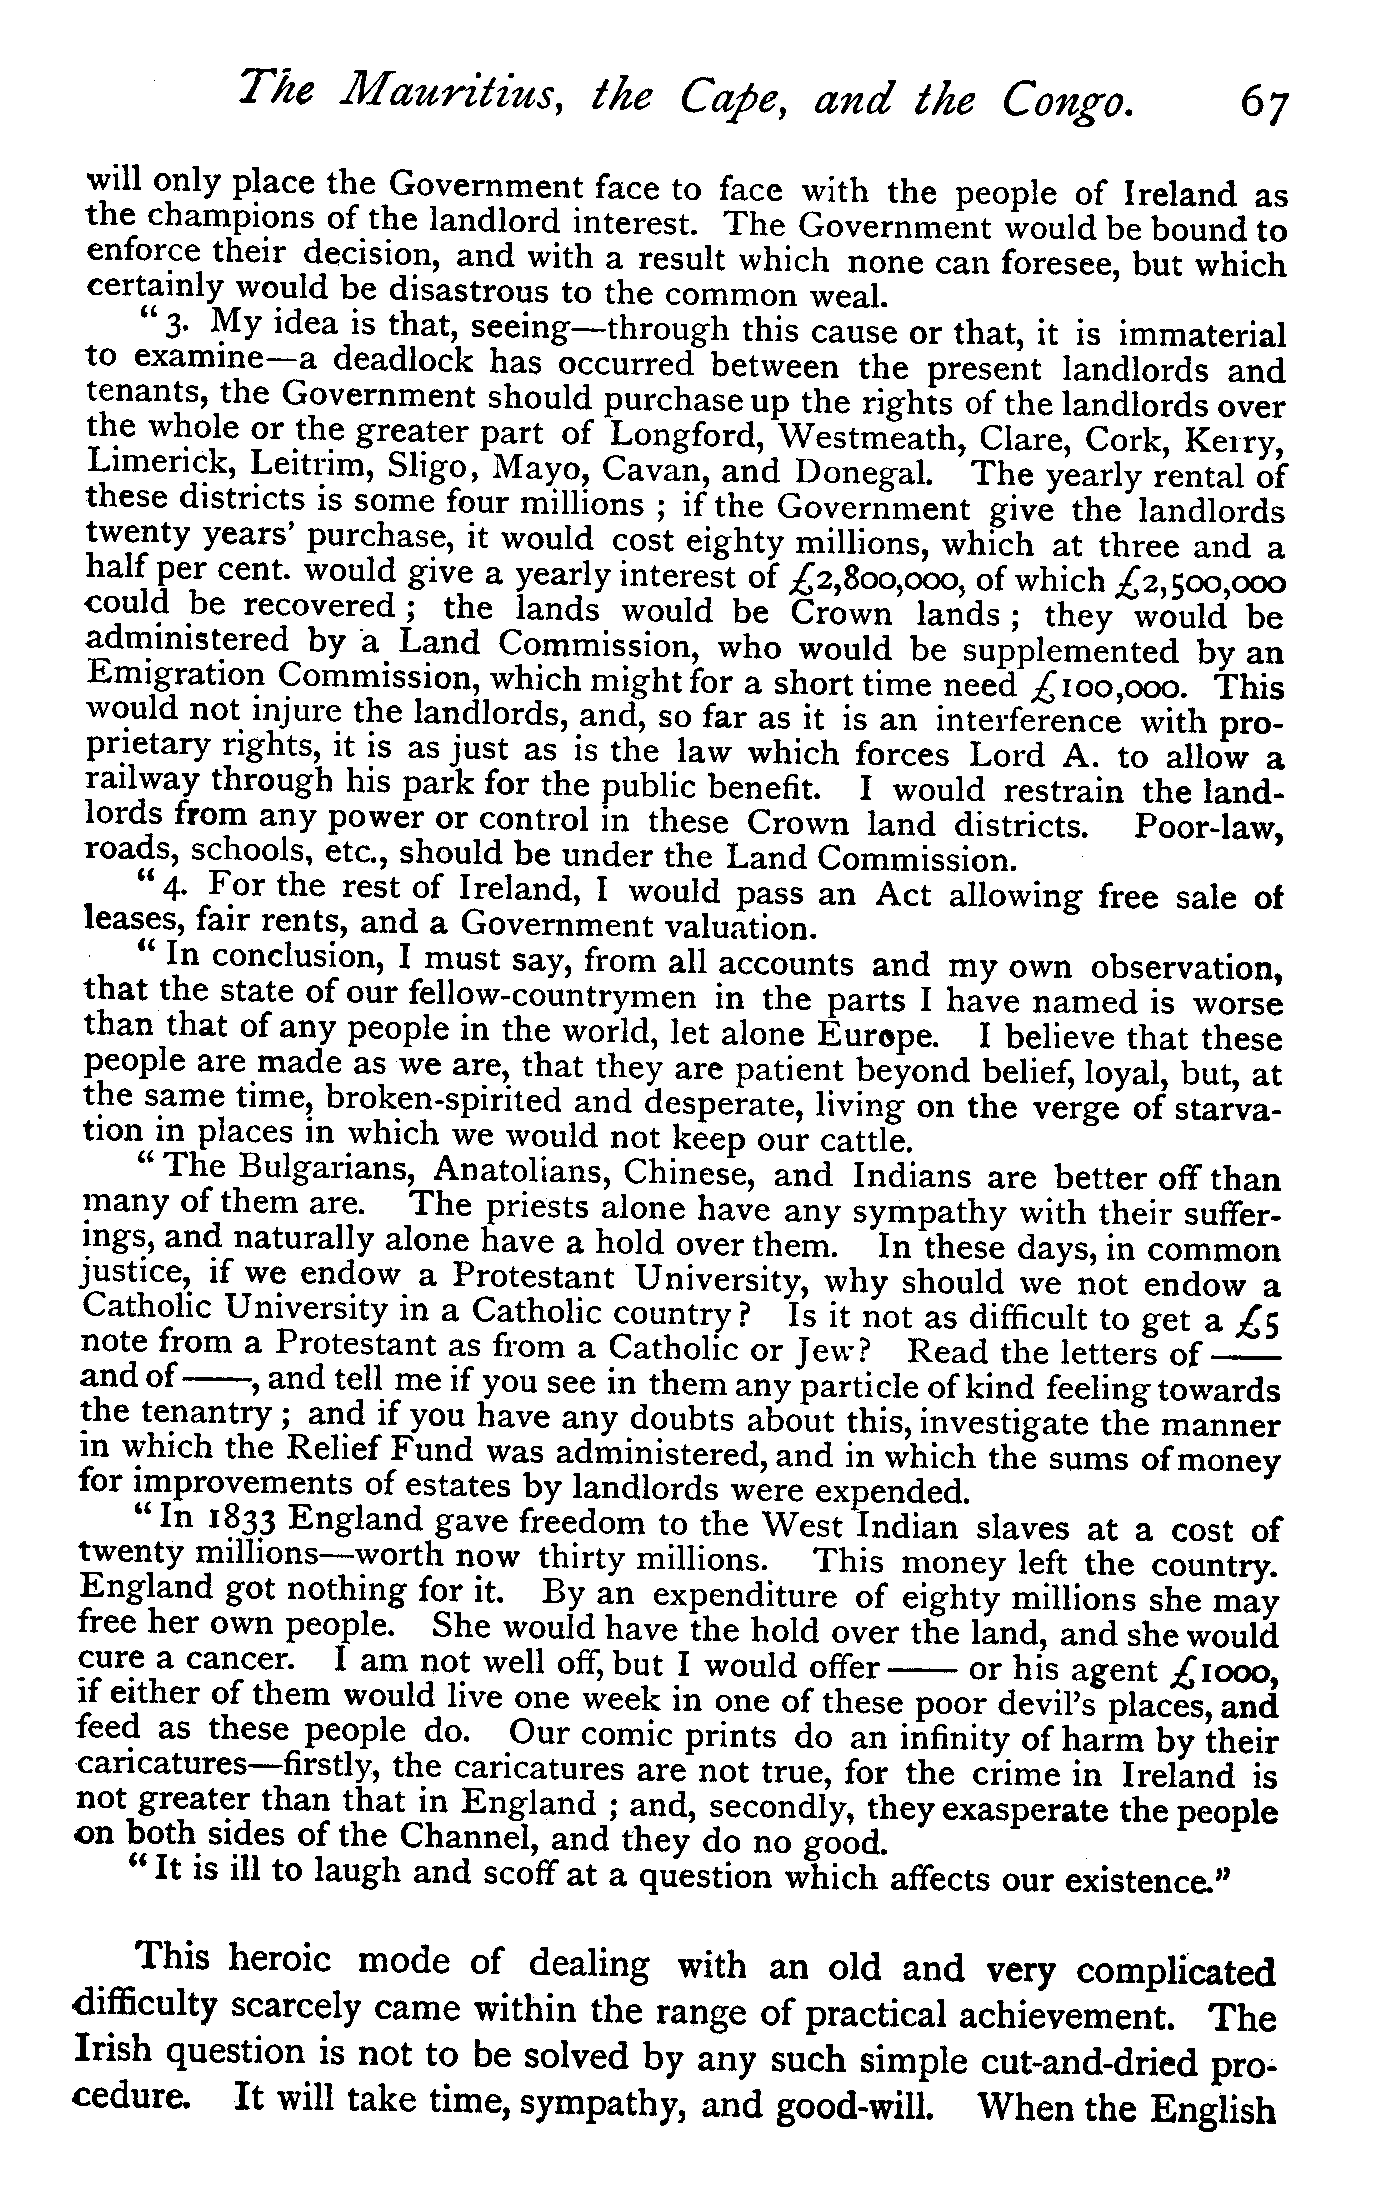 The Mauritius, the Cape, and the Congo. 67
will only place the Government face to face with the people of Ireland as
the champions of the landlord interest. The Government would be bound to
enforce their decision, and with a result which none can foresee, but which
certainly would be disastrous to the common weal.
“3. My idea is that, seeing—through this cause or that, it is immaterial
to examine—a deadlock has occurred between the present landlords and
tenants, the Government should purchase up the rights of the landlords over
the whole or the greater part of Longford, Westmeath, Clare, Cork, Kerry,
Limerick, Leitrim, Sligo, Mayo, Cavan, and Donegal. The yearly rental of
these districts is some four millions ; if the Government give the landlords
twenty years’ purchase, it would cost eighty millions, which at three and a
half per cent. would give a yearly interest of £2,800,000, of which £2,500,000
could be recovered ; the lands would be Crown lands ; they would be
administered by a Land Commission, who would be supplemented by an
Emigration Commission, which might for a short time need £100,000. This
would not injure the landlords, and, so far as it is an interference with pro-
prietary rights, it is as just as is the law which forces Lord A. to allow a
railway through his park for the public benefit. I would restrain the land-
lords from any power or control in these Crown land districts. Poor-law,
roads, schools, etc., should be under the Land Commission.
“4. For the rest of Ireland, I would pass an Act allowing free sale of
leases, fair rents, and a Government valuation.
“In conclusion, I must say, from all accounts and my own observation,
that the state of our fellow-countrymen in the parts I have named is worse
than that of any people in the world, let alone Europe. I believe that these
people are made as we are, that they are patient beyond belief, loyal, but, at
the same time, broken-spirited and desperate, living on the verge of starva-
tion in places in which we would not keep our cattle.
“The Bulgarians, Anatolians, Chinese, and Indians are better off than
many of them are. The priests alone have any sympathy with their suffer-
ings, and naturally alone have a hold over them. In these days, in common
justice, if we endow a Protestant University, why should we not endow a
Catholic University in a Catholic country? Is it not as difficult to get a £5
note from a Protestant as from a Catholic or Jew? Read the letters of ——
and of ——, and tell me if you see in them any particle of kind feeling towards
the tenantry ; and if you have any doubts about this, investigate the manner
in which the Relief Fund was administered, and in which the sums of money
for improvements of estates by landlords were expended.
“In 1833 England gave freedom to the West Indian slaves at a cost of
twenty millions—worth now thirty millions. This money left the country.
England got nothing for it. By an expenditure of eighty millions she may
free her own people. She would have the hold over the land, and she would
cure a cancer. I am not well off, but I would offer —— or his agent £1000,
if either of them would live one week in one of these poor devil’s places, and
feed as these people do. Our comic prints do an infinity of harm by their
caricatures—firstly, the caricatures are not true, for the crime in Ireland is
not greater than that in England ; and, secondly, they exasperate the people
on both sides of the Channel, and they do no good.
“It is ill to laugh and scoff at a question which affects our existence.”
This heroic mode of dealing with an old and very complicated
difficulty scarcely came within the range of practical achievement. The
Irish question is not to be solved by any such simple cut-and-dried pro-
cedure. It will take time, sympathy, and good-will. When the English